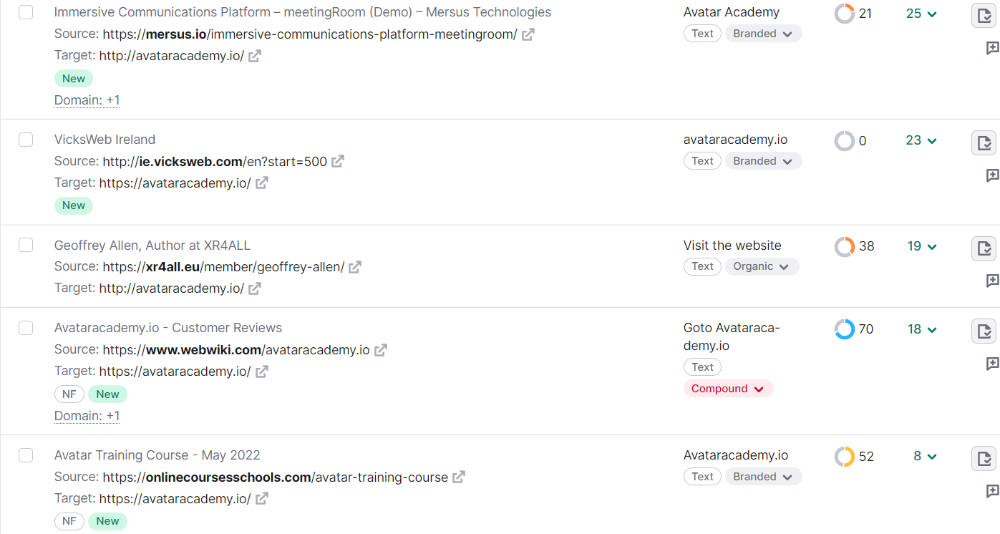 Immersive Communications Platform – meetingRoom (Demo) – Mersus Technologies
Source: https://mersus.io/immersive-communications-platform-meetingroom/
Target: http://avataracademy.io/
New
Domain: +1
Avatar Academy
Text Branded
21
25
VicksWeb Ireland
Source: http://ie.vicksweb.com/en?start=500
Target: https://avataracademy.io/
New
avataracademy.io
Text Branded
0
23
Geoffrey Allen, Author at XR4ALL
Source: https://xr4all.eu/member/geoffrey-allen/
Target: http://avataracademy.io/
Visit the website
Text Organic
38
19
Avataracademy.io - Customer Reviews
Source: https://www.webwiki.com/avataracademy.io
Target: https://avataracademy.io/
NF New
Domain: +1
Goto Avataraca-
demy.io
Text
Compound
70
18
Avatar Training Course - May 2022
Source: https://onlinecoursesschools.com/avatar-training-course
Target: https://avataracademy.io/
NF New
Avataracademy.io
Text Branded
52
8